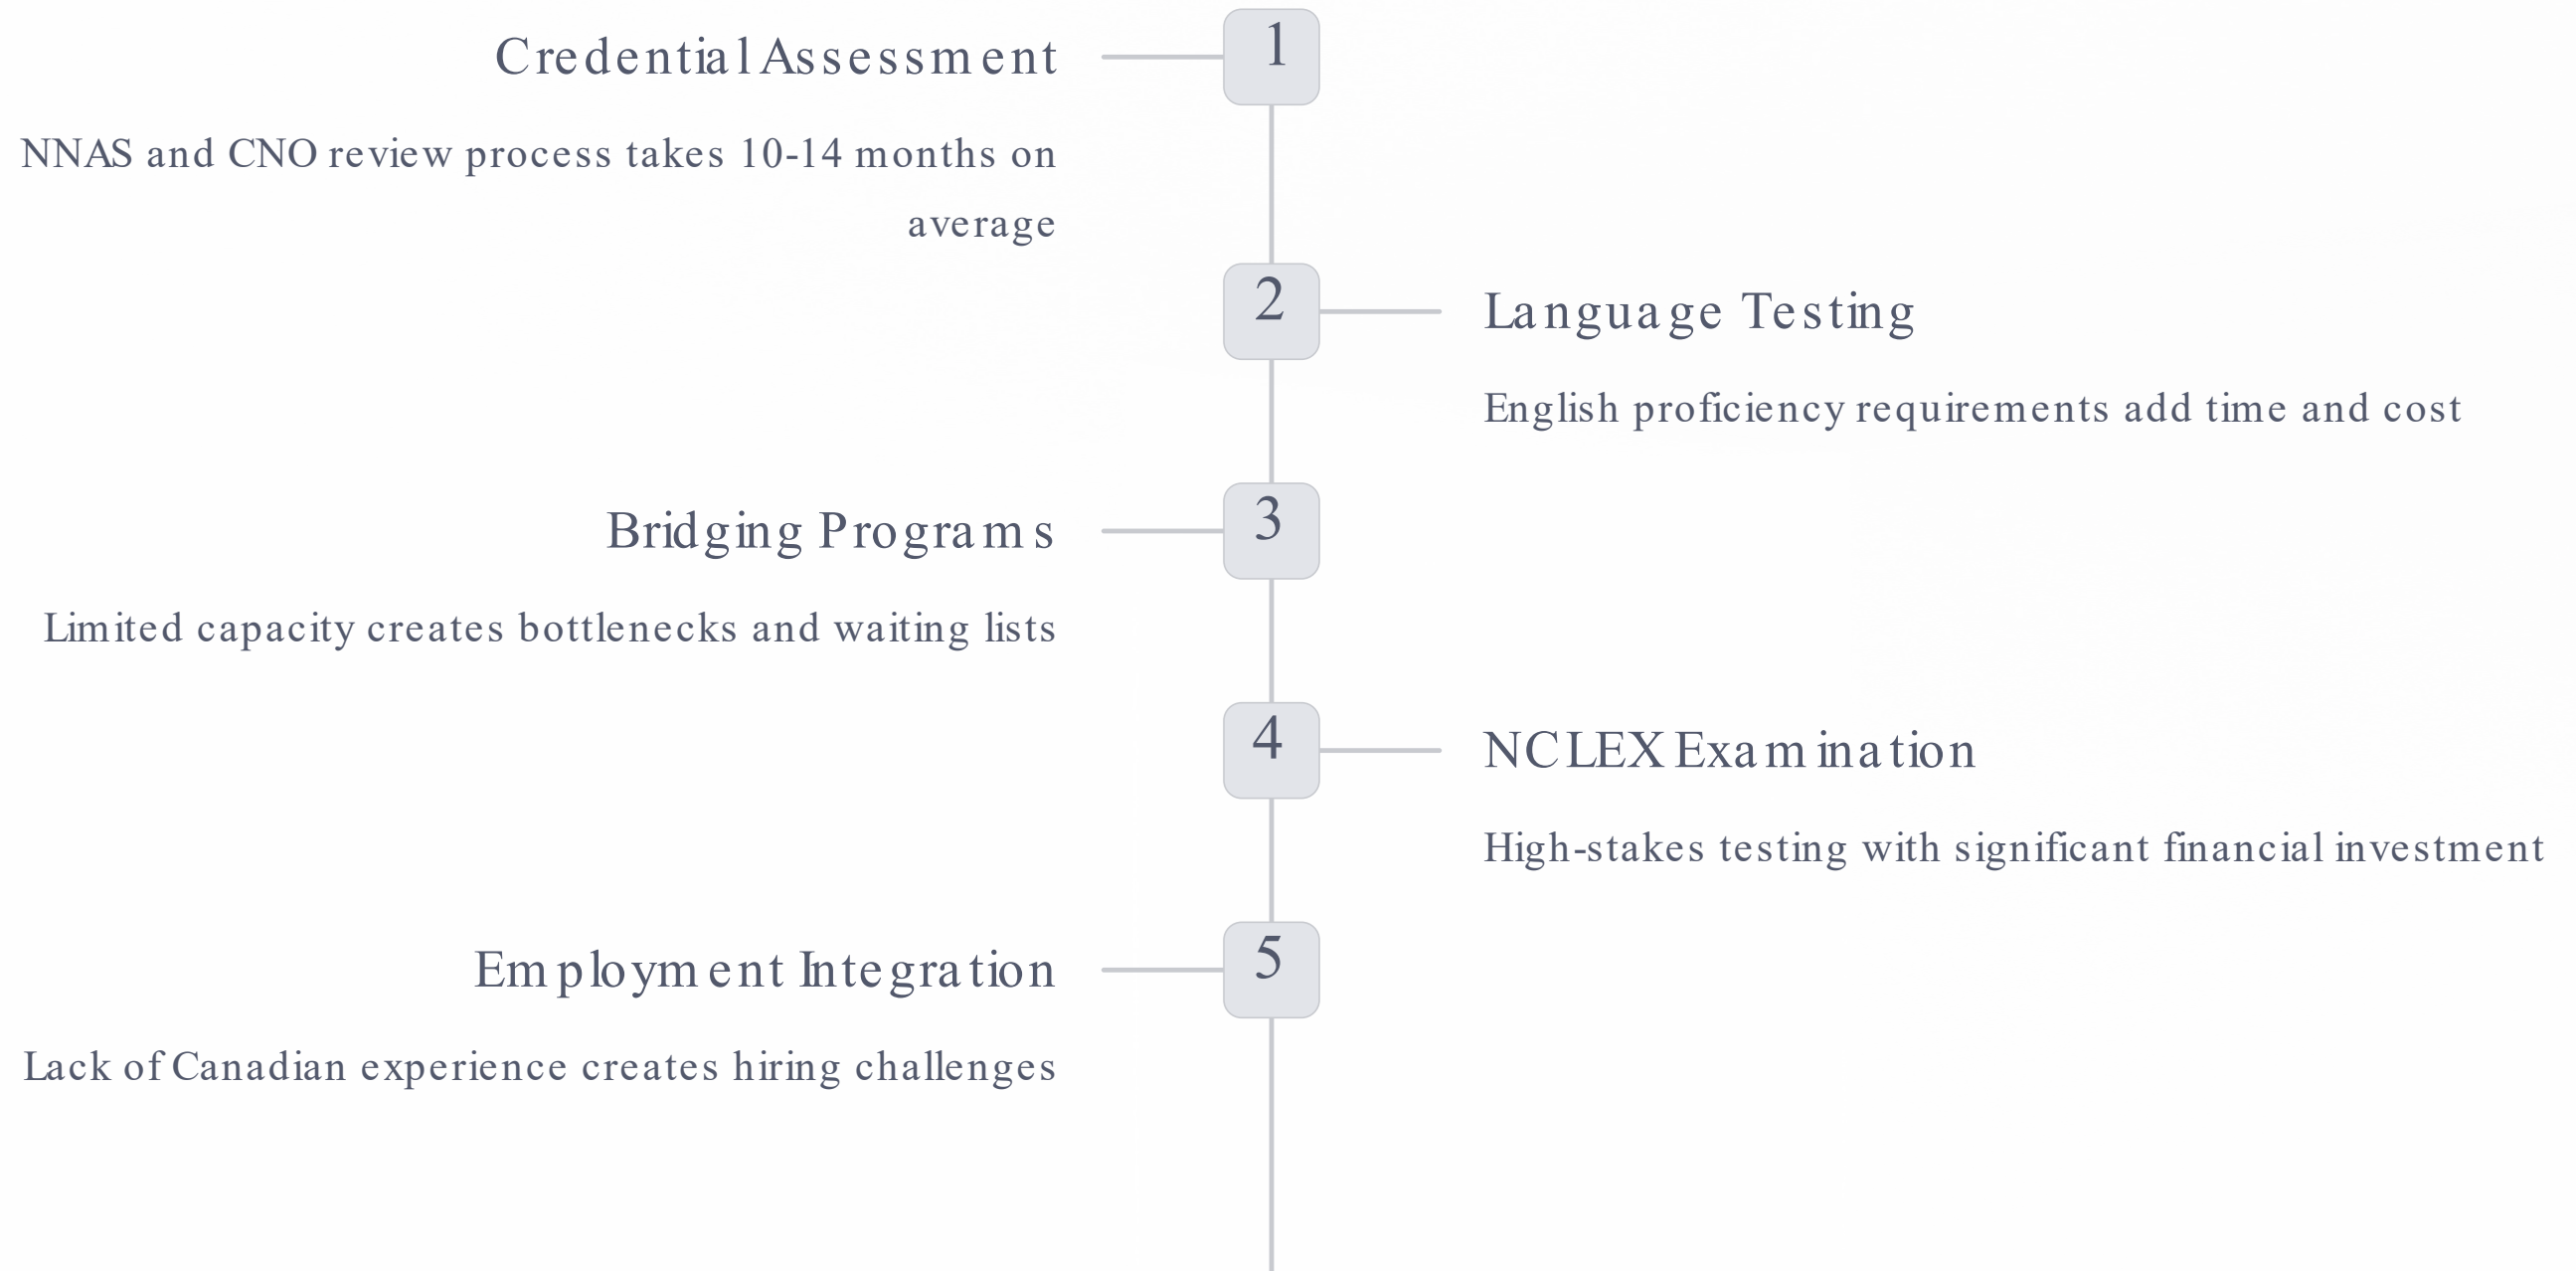 1
Credential Assessment
NNAS and CNO review process takes 10-14 months on
average
2
Language Testing
English proficiency requirements add time and cost
3
Bridging Programs
Limited capacity creates bottlenecks and waiting lists
4
NCLEX Examination
High-stakes testing with significant financial investment
5
Employment Integration
Lack of Canadian experience creates hiring challenges